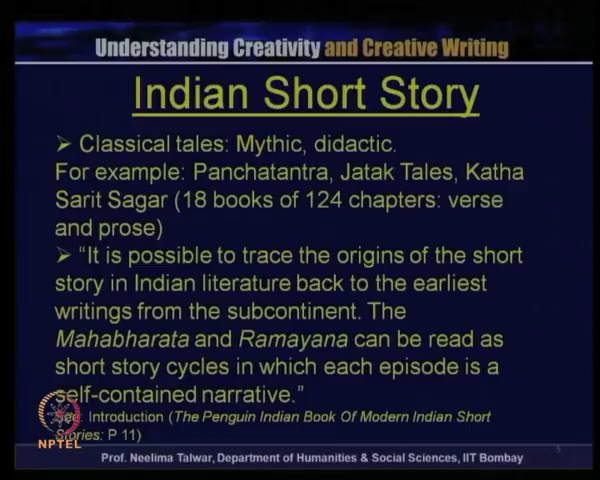 Understanding Creativity and Creative Writing
Indian Short Story
➢ Classical tales: Mythic, didactic.
For example: Panchatantra, Jatak Tales, Katha
Sarit Sagar (18 books of 124 chapters: verse
and prose)
➢ “It is possible to trace the origins of the short
story in Indian literature back to the earliest
writings from the subcontinent. The
Mahabharata and Ramayana can be read as
short story cycles in which each episode is a
self-contained narrative.”
See: Introduction (The Penguin Indian Book Of Modern Indian Short
Stories: P 11)
NPTEL
5
Prof. Neelima Talwar, Department of Humanities & Social Sciences, IIT Bombay